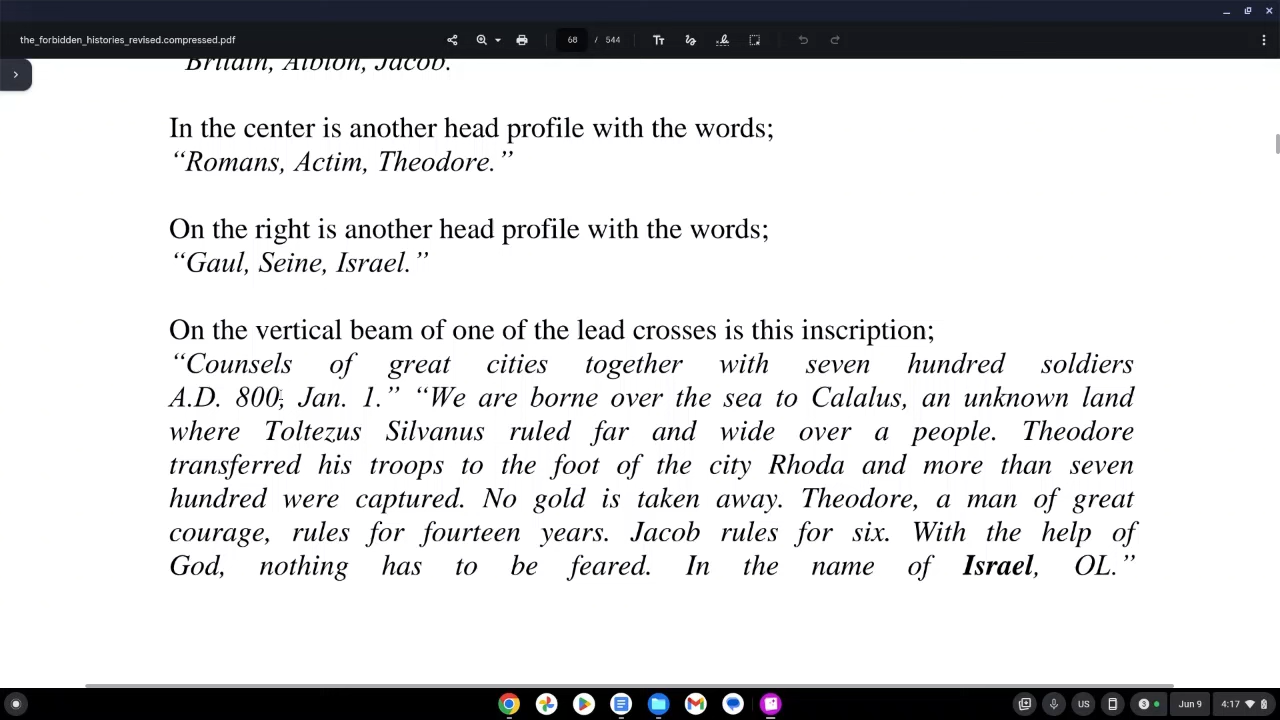 the_forbidden_histories_revised.compressed.pdf
68 / 544
Britain, Albion, Jacob.
In the center is another head profile with the words;
“Romans, Actim, Theodore.”
On the right is another head profile with the words;
“Gaul, Seine, Israel.”
On the vertical beam of one of the lead crosses is this inscription;
“Counsels of great cities together with seven hundred soldiers
A.D. 800, Jan. 1.” “We are borne over the sea to Calalus, an unknown land
where Toltezus Silvanus ruled far and wide over a people. Theodore
transferred his troops to the foot of the city Rhoda and more than seven
hundred were captured. No gold is taken away. Theodore, a man of great
courage, rules for fourteen years. Jacob rules for six. With the help of
God, nothing has to be feared. In the name of Israel, OL.”
US
3
Jun 9
4:17